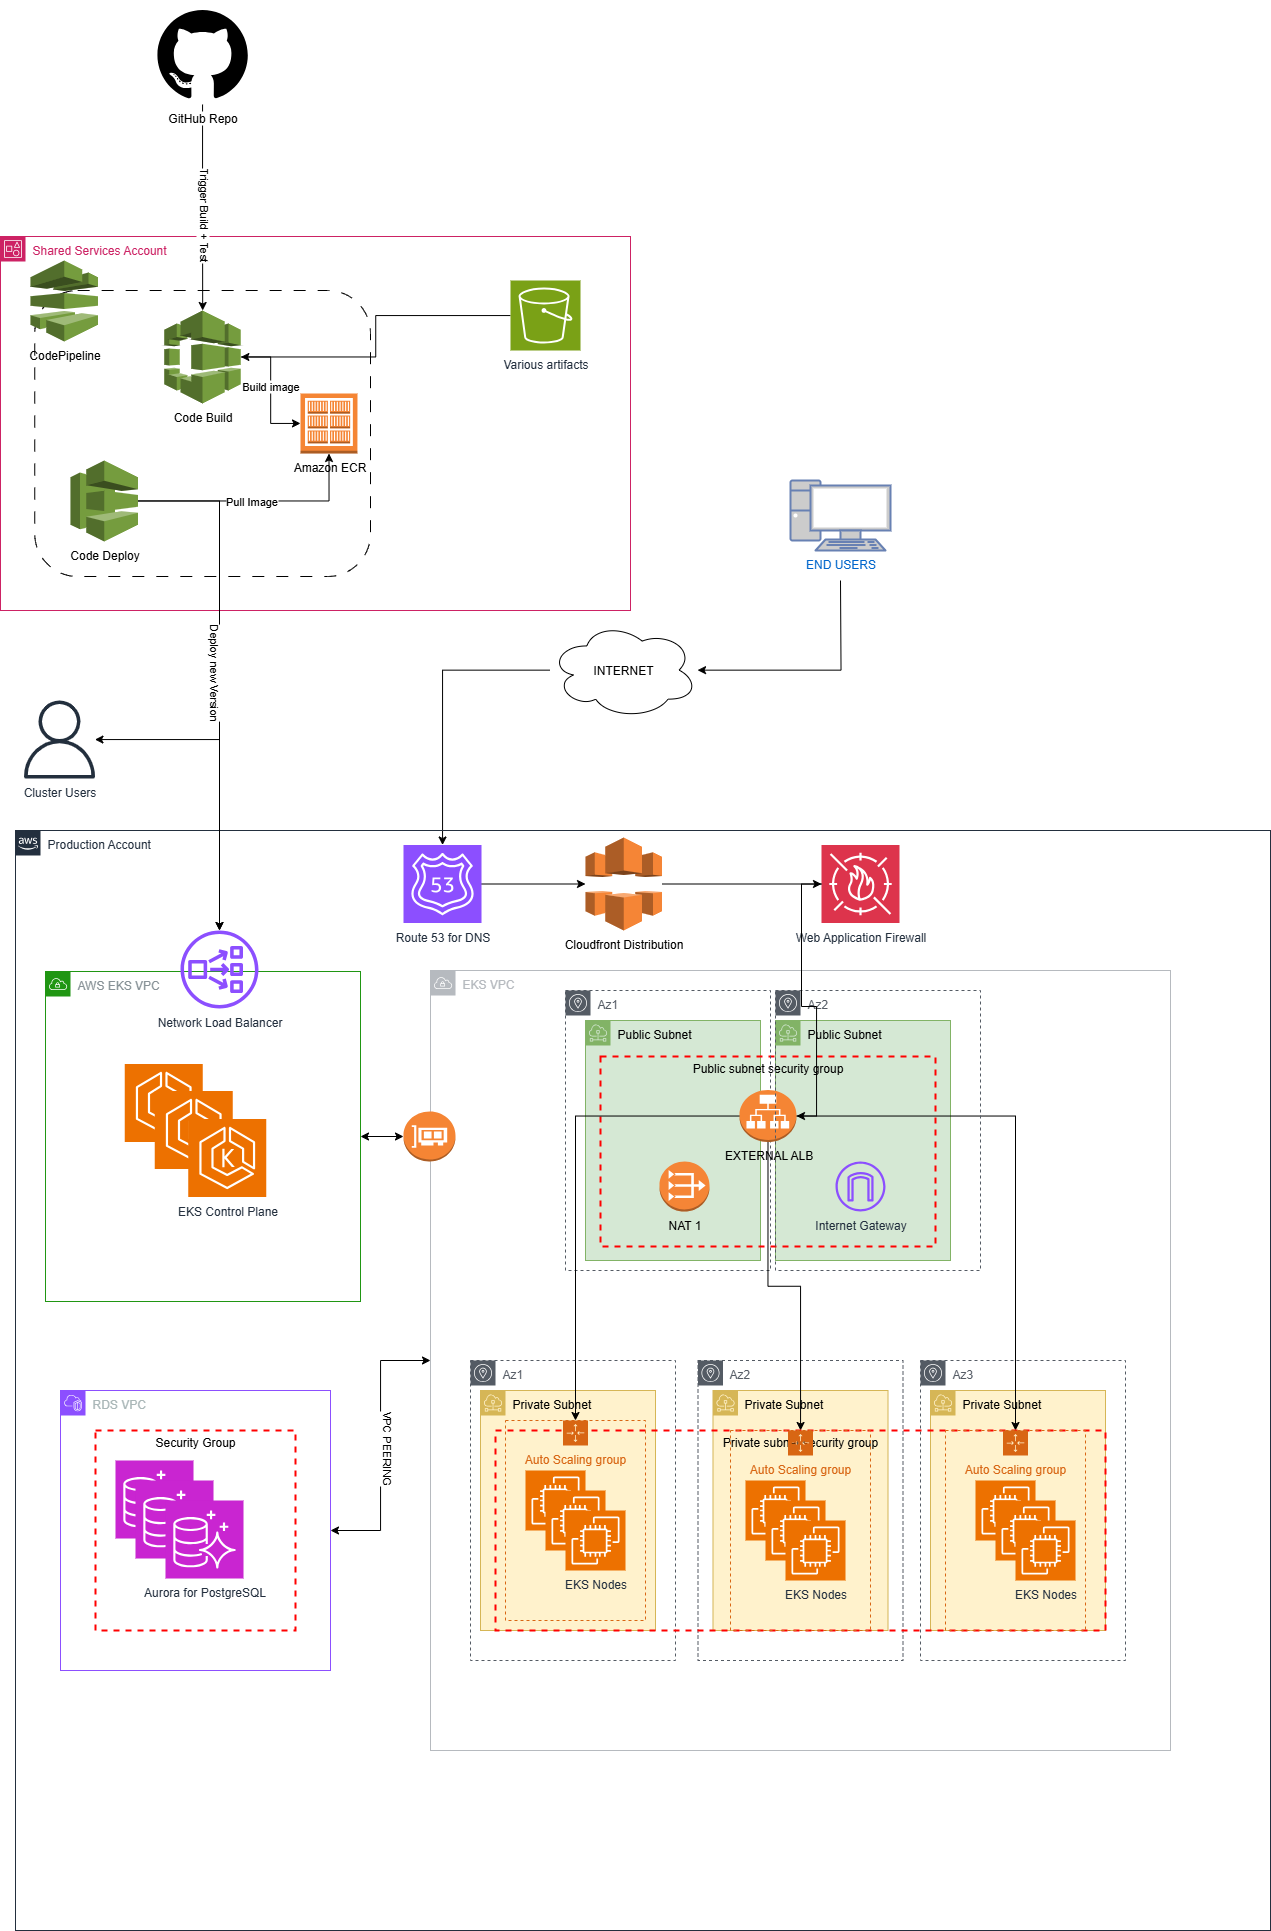 GitHub Repo
Trigger Build + Test
Shared Services Account
CodePipeline
Various artifacts
Build image
Code Build
Amazon ECR
Pull Image
Code Deploy
END USERS
Deploy new Version
INTERNET
Cluster Users
aws
Production Account
53
Route 53 for DNS
Cloudfront Distribution
Web Application Firewall
AWS EKS VPC
Network Load Balancer
K
EKS Control Plane
EKS VPC
Az1
Az2
Public Subnet
Public Subnet
Public subnet security group
EXTERNAL ALB
NAT 1
Internet Gateway
VPC PEERING
RDS VPC
Security Group
Aurora for PostgreSQL
Az1
Az2
Az3
Private Subnet
Private Subnet
Private Subnet
Private subnet security group
Auto Scaling group
Auto Scaling group
Auto Scaling group
EKS Nodes
EKS Nodes
EKS Nodes